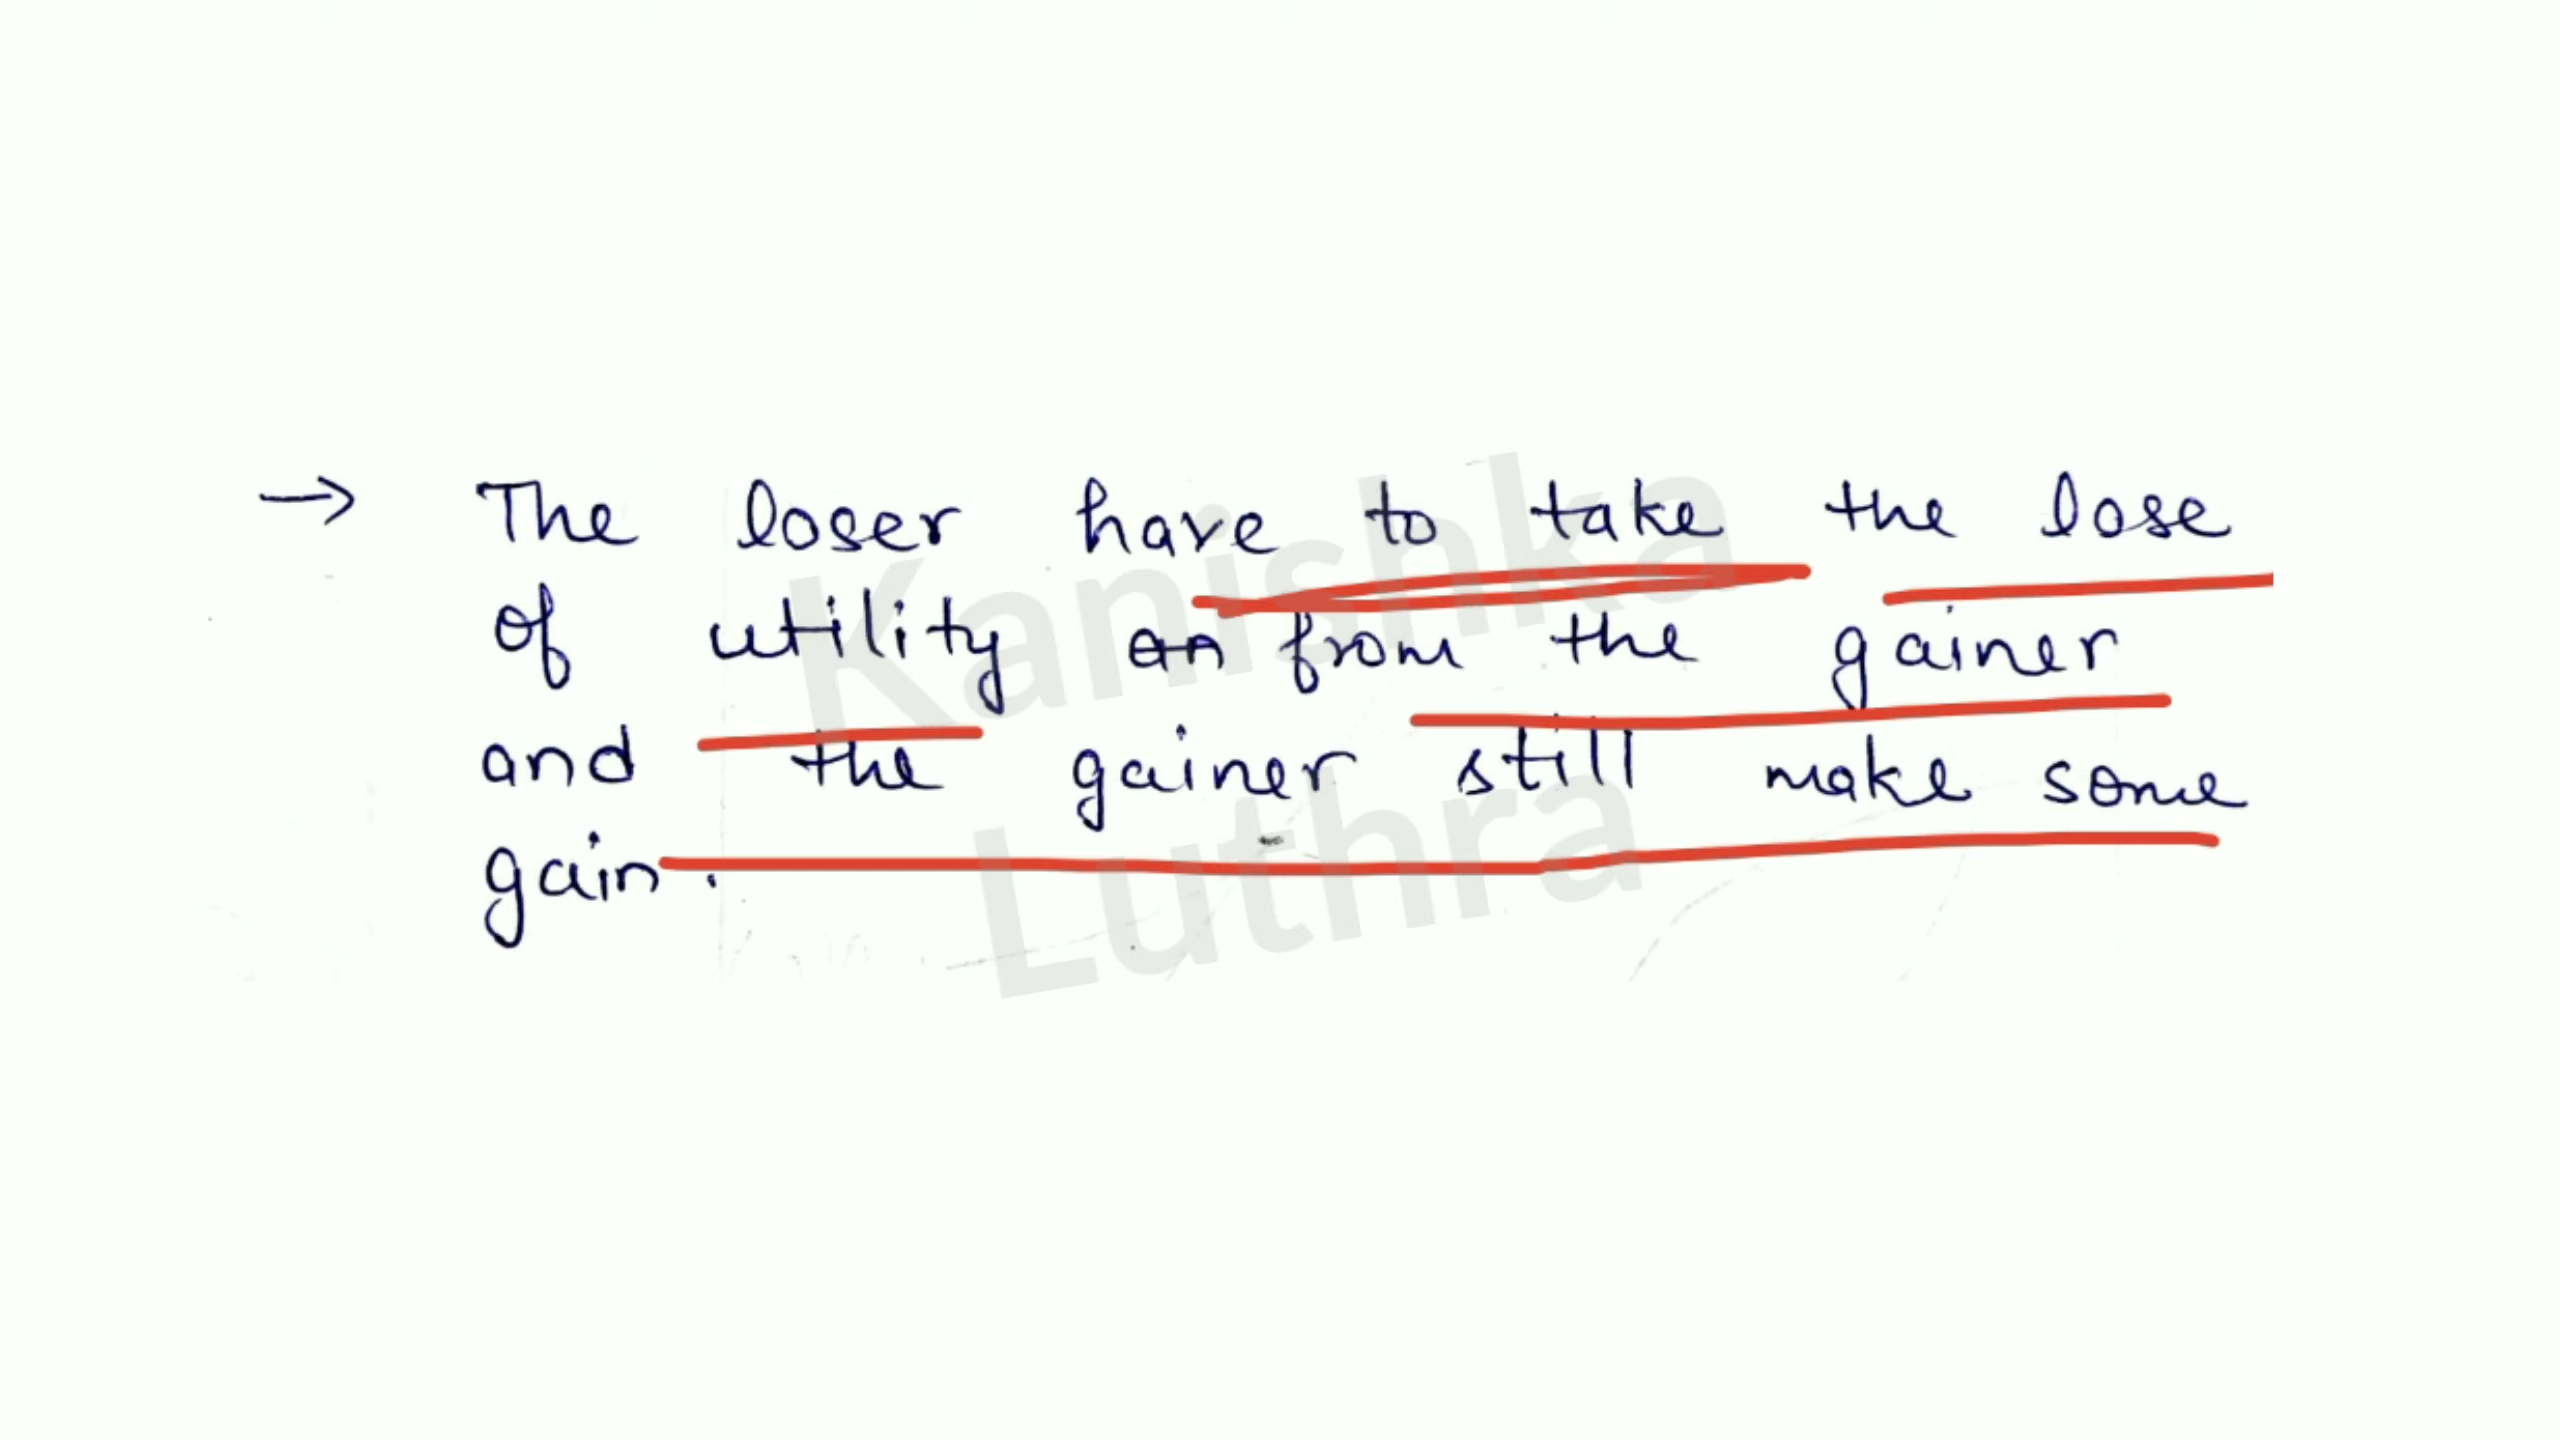 → The loser have to take the lose
of utility an from the gainer
and the gainer still make some
gain.
Kanishka
Luthra